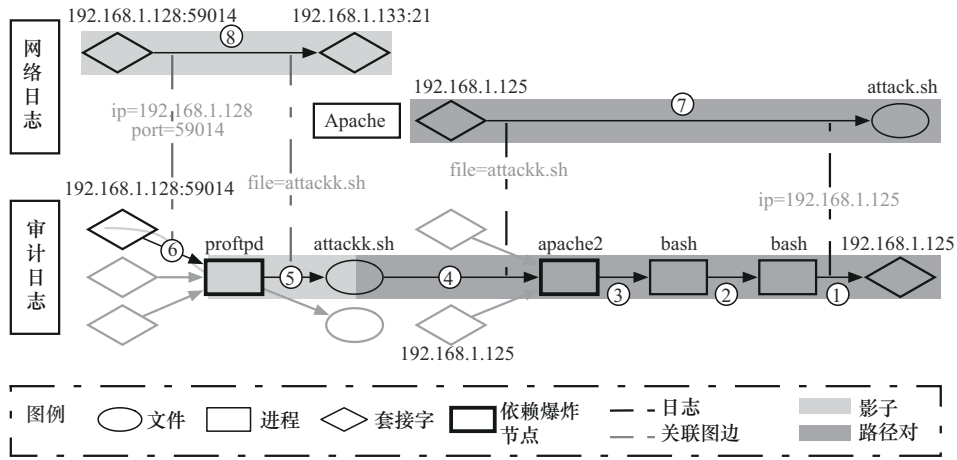 192.168.1.128:59014
192.168.1.133:21
网络日志
⑧
ip=192.168.1.128
port=59014
192.168.1.125
attack.sh
Apache
⑦
file=attackk.sh
file=attackk.sh
ip=192.168.1.125
192.168.1.128:59014
审计日志
⑥
proftpd
attackk.sh
apache2
bash
bash
192.168.1.125
⑤
④
③
②
①
192.168.1.125
图例
文件
进程
套接字
依赖爆炸
节点
日志
关联图边
影子
路径对